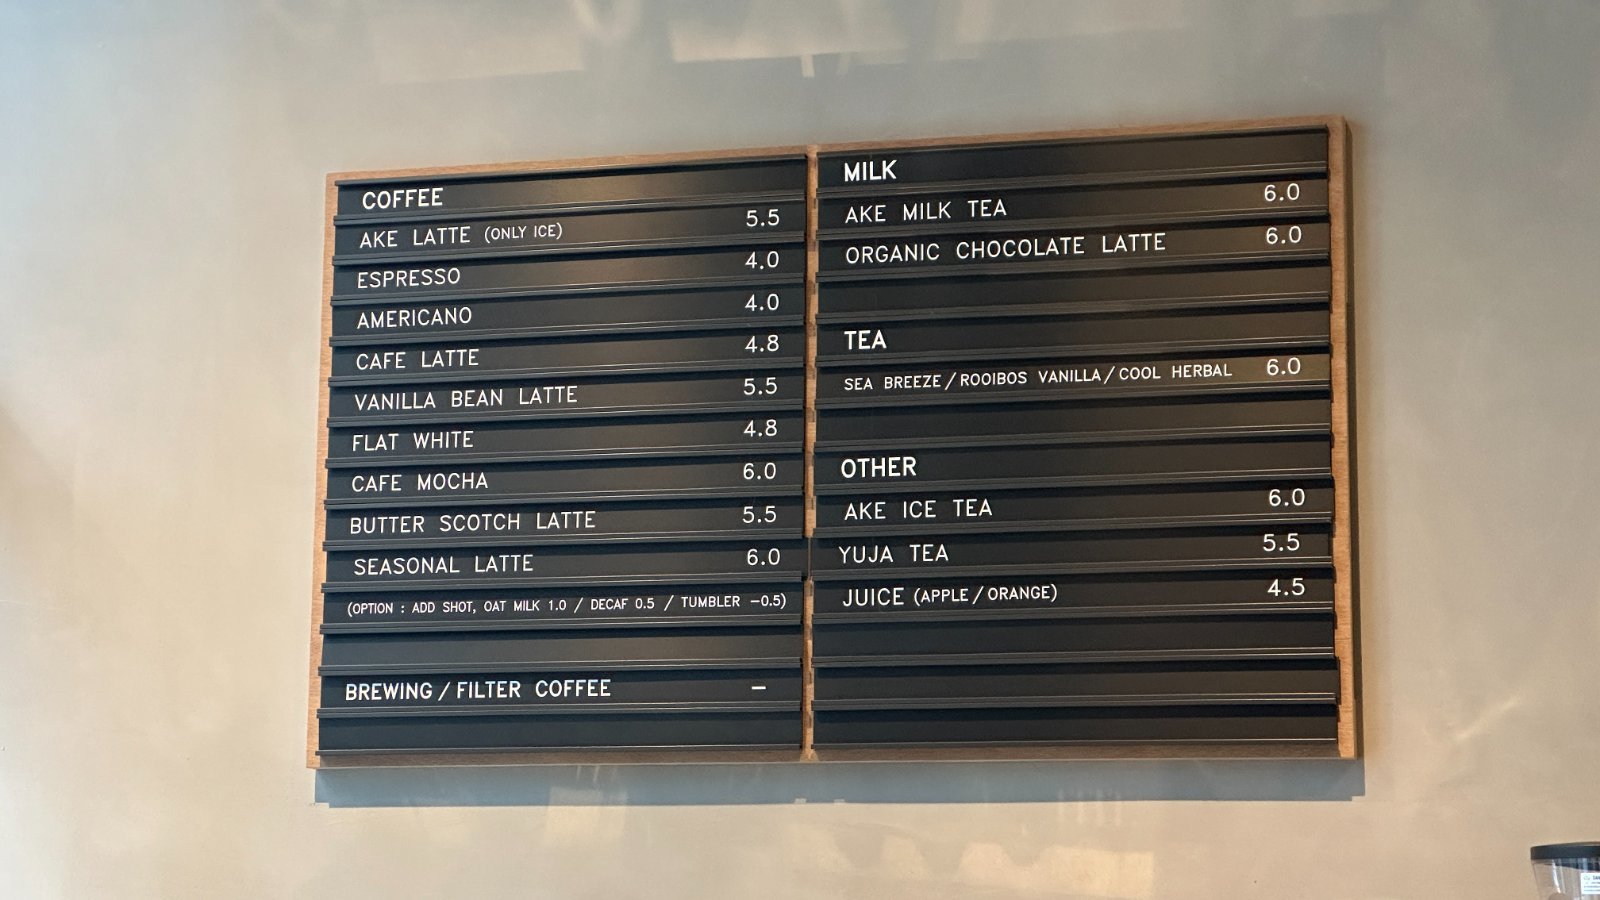 COFFEE
AKE LATTE (ONLY ICE) 5.5
ESPRESSO 4.0
AMERICANO 4.0
CAFE LATTE 4.8
VANILLA BEAN LATTE 5.5
FLAT WHITE 4.8
CAFE MOCHA 6.0
BUTTER SCOTCH LATTE 5.5
SEASONAL LATTE 6.0
(OPTION : ADD SHOT, OAT MILK 1.0 / DECAF 0.5 / TUMBLER -0.5)
BREWING / FILTER COFFEE –
MILK
AKE MILK TEA 6.0
ORGANIC CHOCOLATE LATTE 6.0
TEA
SEA BREEZE / ROOIBOS VANILLA / COOL HERBAL 6.0
OTHER
AKE ICE TEA 6.0
YUJA TEA 5.5
JUICE (APPLE / ORANGE) 4.5